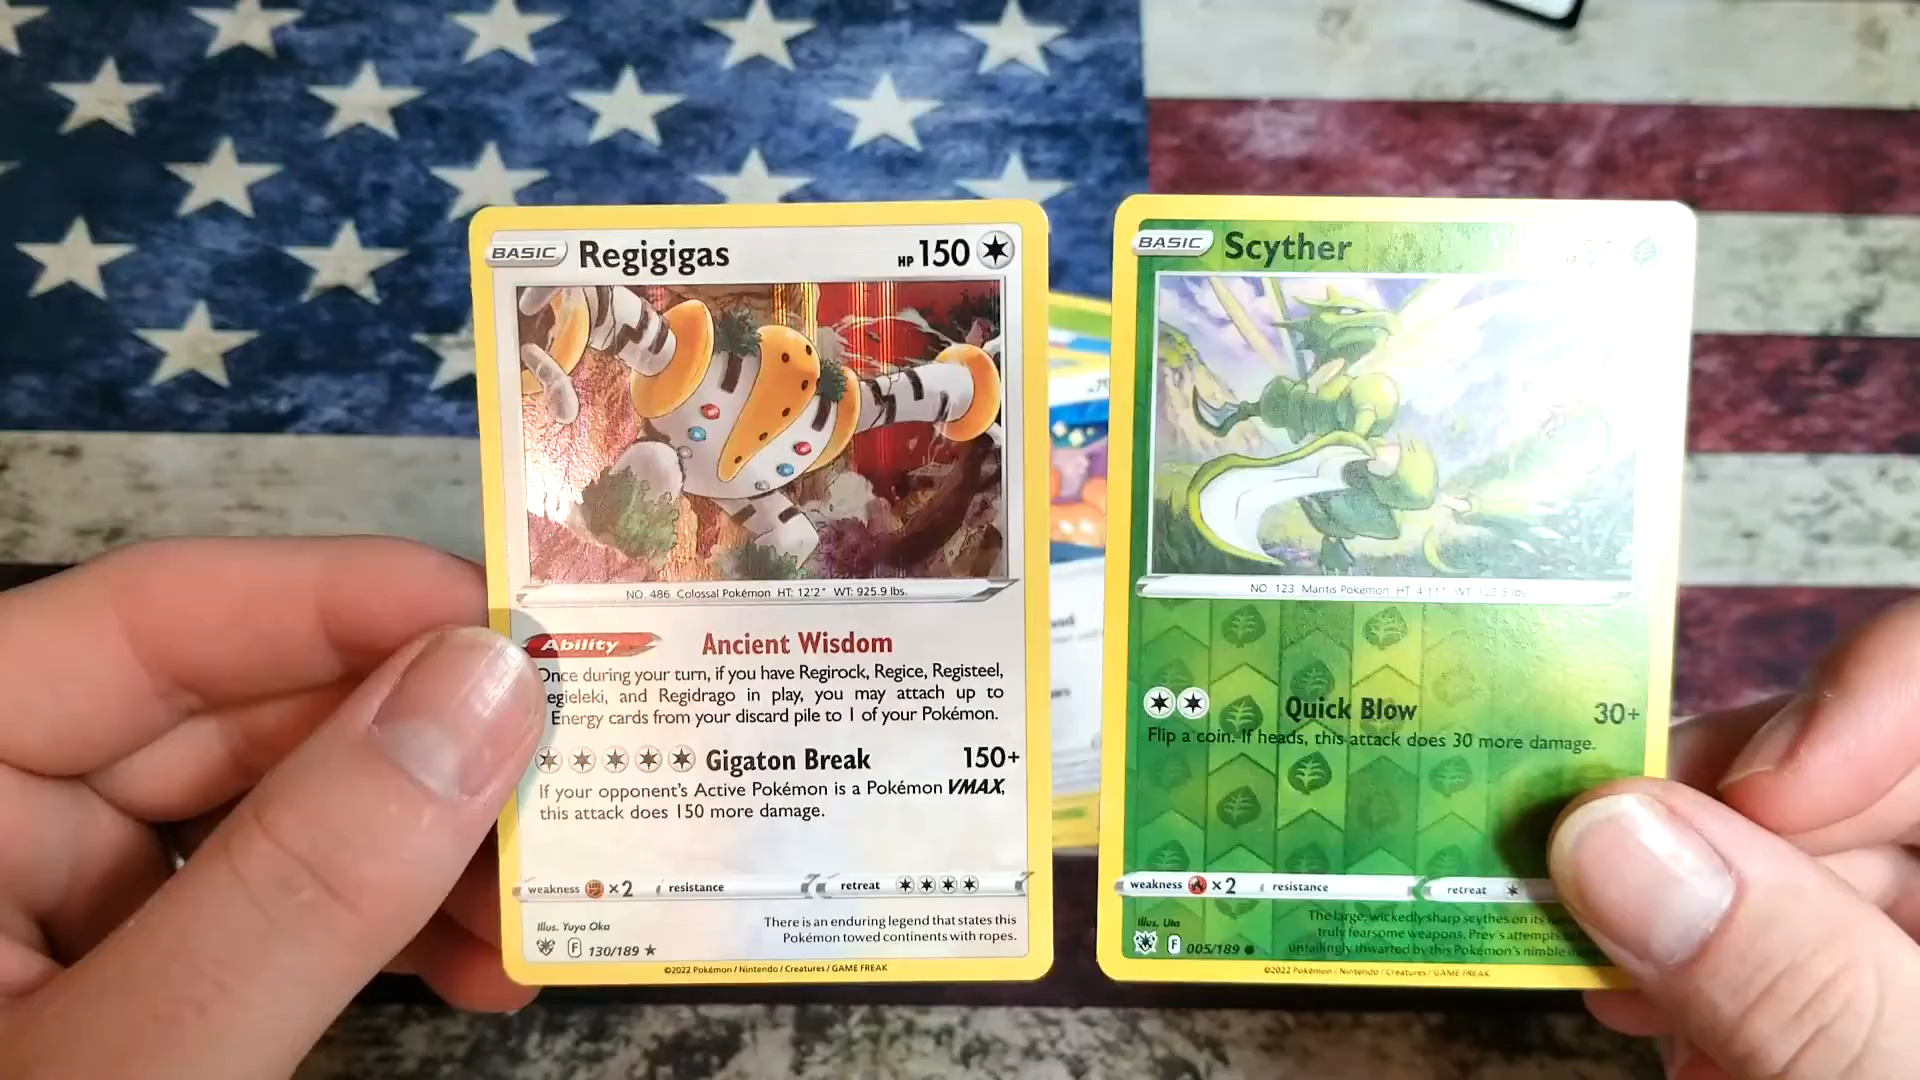 BASIC Regigigas HP 150
NO. 486 Colossal Pokémon HT: 12'2" WT: 925.9 lbs.
Ability Ancient Wisdom
Once during your turn, if you have Regirock, Regice, Registeel,
egieleki, and Regidrago in play, you may attach up to
Energy cards from your discard pile to 1 of your Pokémon.
Gigaton Break 150+
If your opponent's Active Pokémon is a Pokémon VMAX,
this attack does 150 more damage.
weakness ×2 resistance retreat
Illus. Yuya Oka
There is an enduring legend that states this
Pokémon towed continents with ropes.
F 130/189
©2022 Pokémon / Nintendo / Creatures / GAME FREAK
BASIC Scyther
NO. 123 Mantis Pokémon HT: 4'11" WT: 123.5 lbs.
Quick Blow 30+
Flip a coin. If heads, this attack does 30 more damage.
weakness ×2 resistance retreat
Illus. Uta
The large, wickedly sharp scythes on its
truly fearsome weapons. Prey's attempts
unfailingly thwarted by this Pokémon's nimble
F 005/189
©2022 Pokémon / Nintendo / Creatures / GAME FREAK